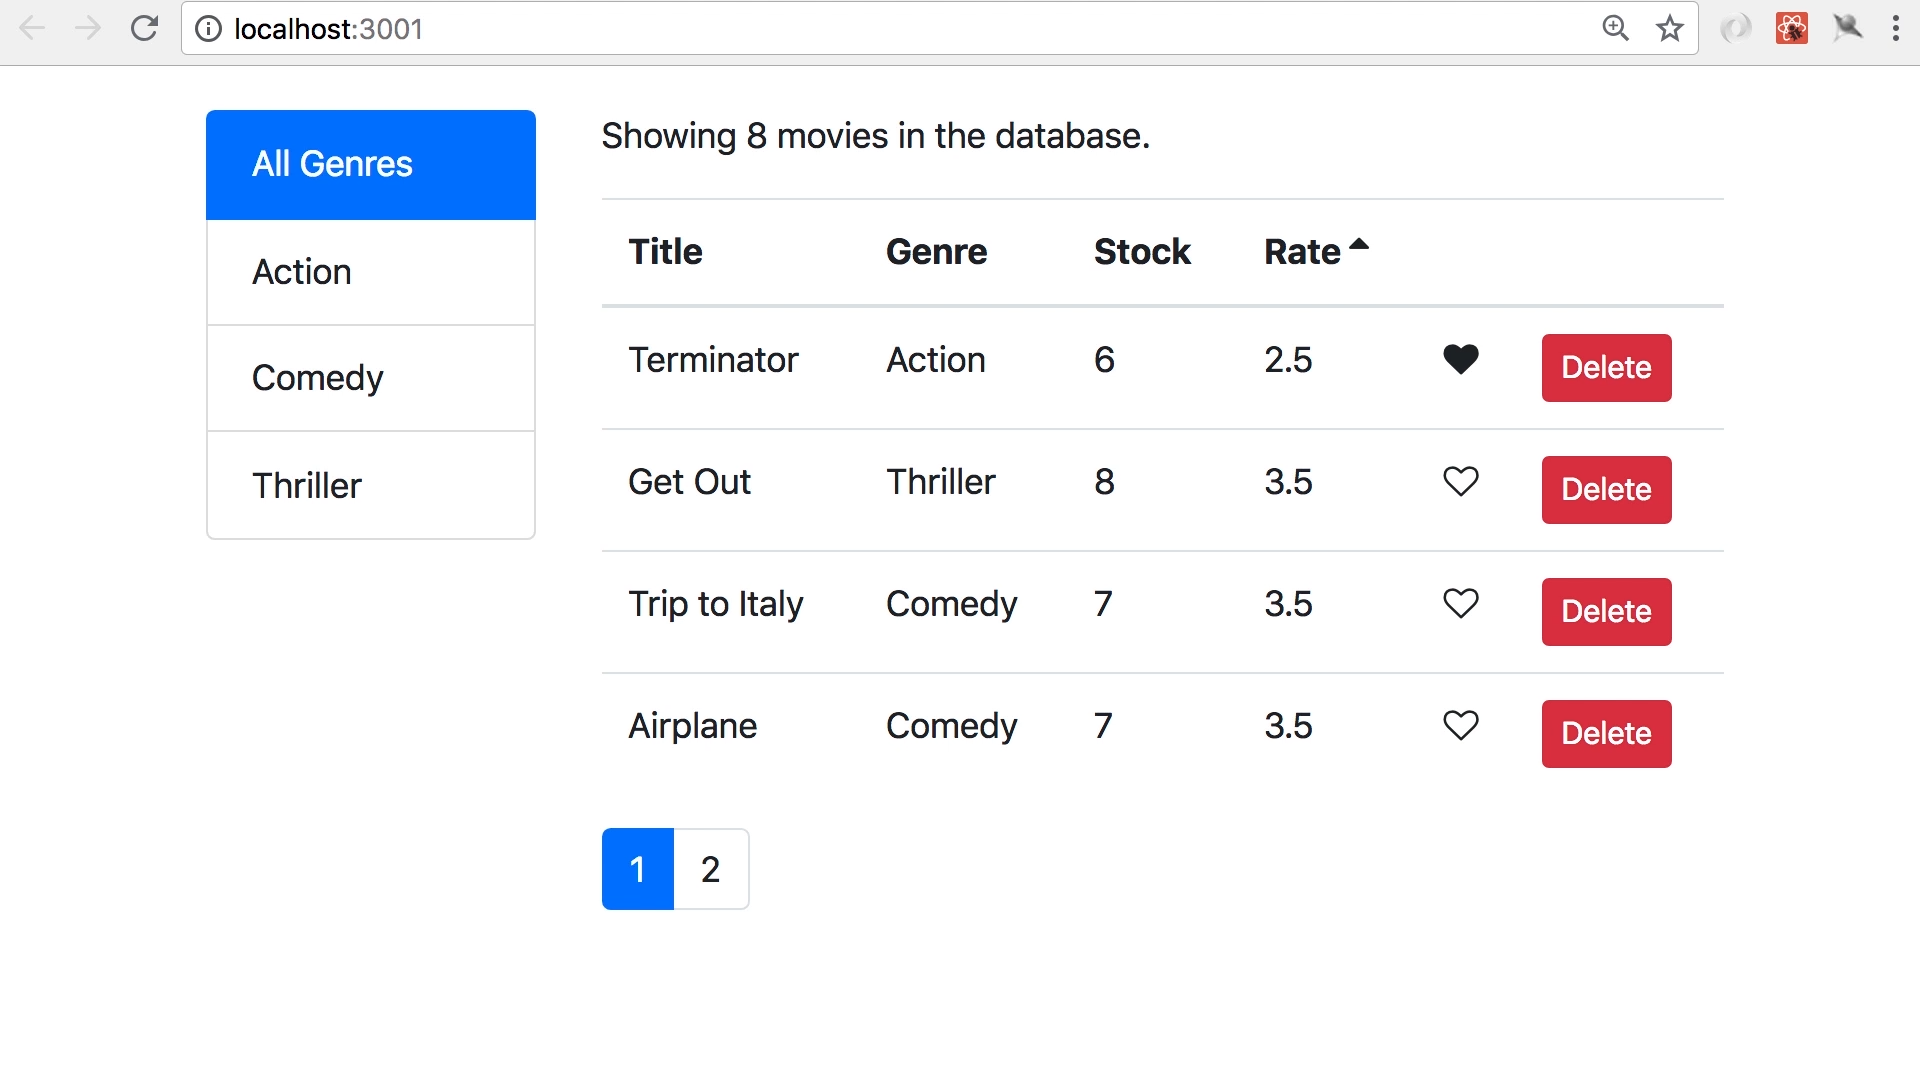 localhost:3001
All Genres
Action
Comedy
Thriller
Showing 8 movies in the database.
Title Genre Stock Rate
Terminator Action 6 2.5 Delete
Get Out Thriller 8 3.5 Delete
Trip to Italy Comedy 7 3.5 Delete
Airplane Comedy 7 3.5 Delete
1 2